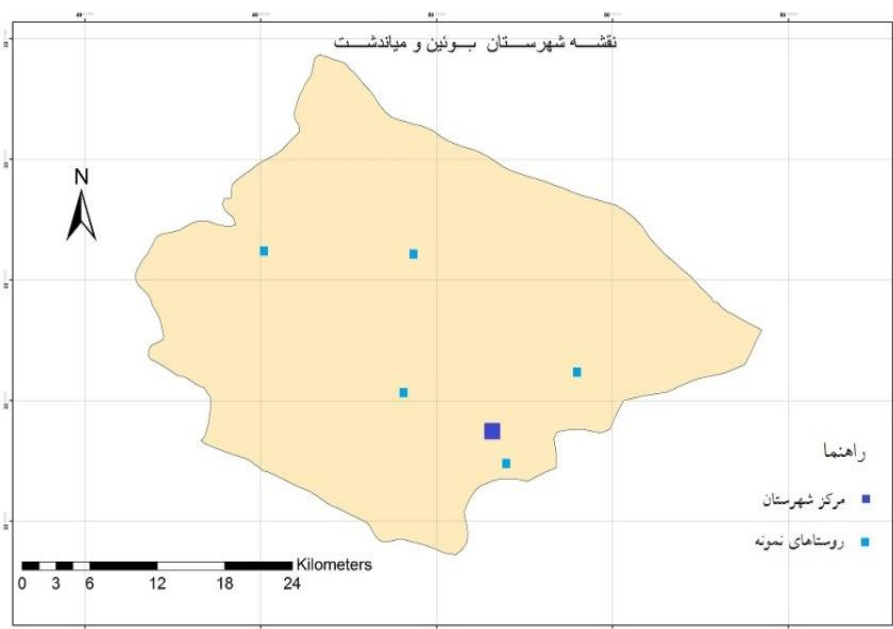 نقشـــه شهرســـتان بـــوئین و میاندشـــت
N
راهنما
مرکز شهرستان
روستاهای نمونه
Kilometers
0 3 6 12 18 24